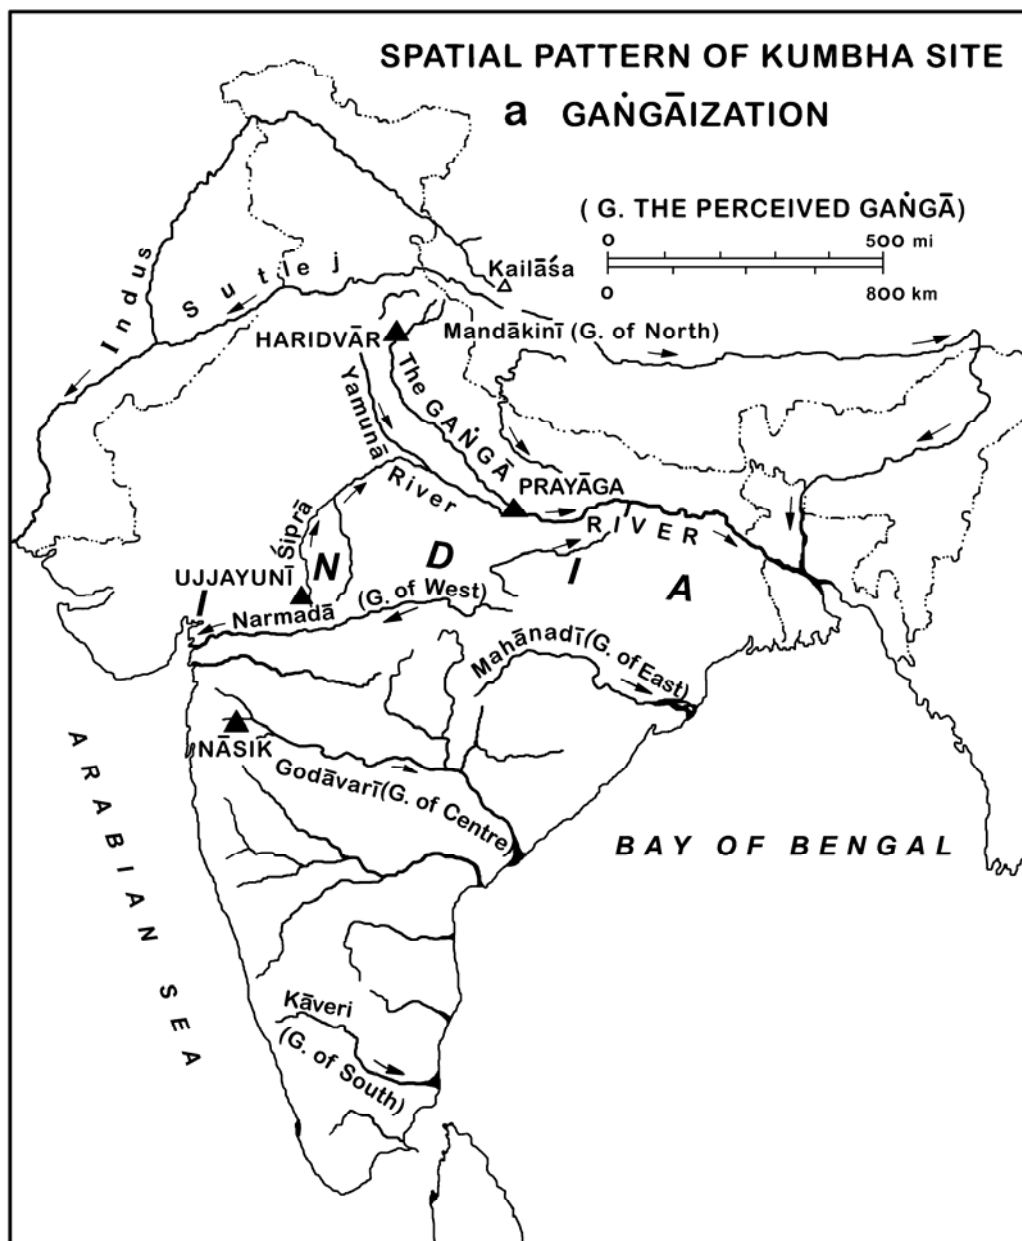 SPATIAL PATTERN OF KUMBHA SITE
a GAṄGĀIZATION
( G. THE PERCEIVED GAṄGĀ)
0 500 mi
0 800 km
Indus
Sutlej
Kailāśa
HARIDVĀR
Mandākinī (G. of North)
The GAṄGĀ
Yamunā
River
PRAYĀGA
RIVER
Śiprā
UJJAYUNĪ
INDIA
Narmadā
(G. of West)
Mahānadī(G. of East)
NĀSIK
Godāvarī(G. of Centre)
ARABIAN SEA
BAY OF BENGAL
Kāveri
(G. of South)